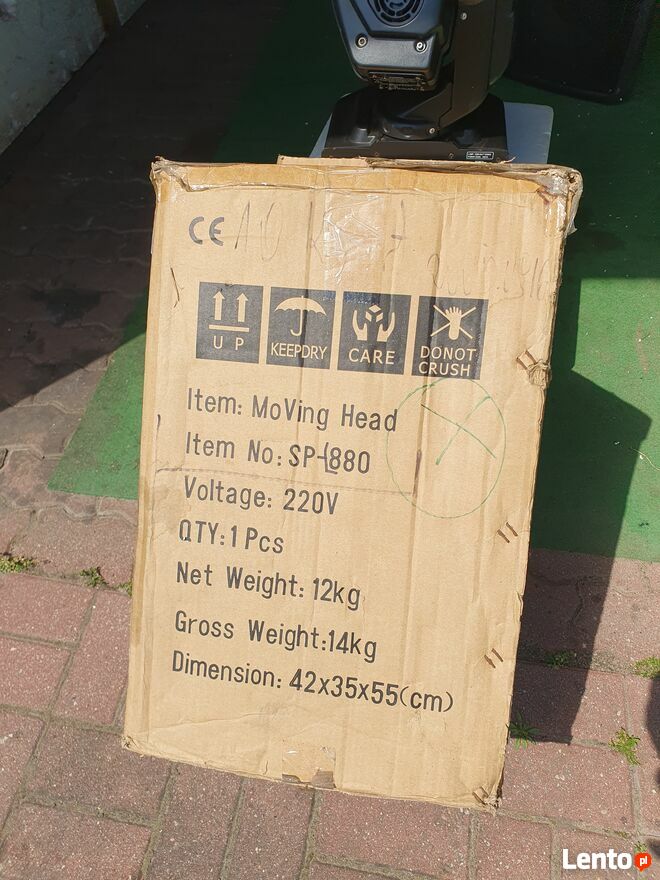 CE
UP
KEEPDRY
CARE
DONOT
CRUSH
Item: MoVing Head
Item No: SP-880
Voltage: 220V
QTY: 1 Pcs
Net Weight: 12kg
Gross Weight:14kg
Dimension: 42x35x55(cm)
Lento.pl